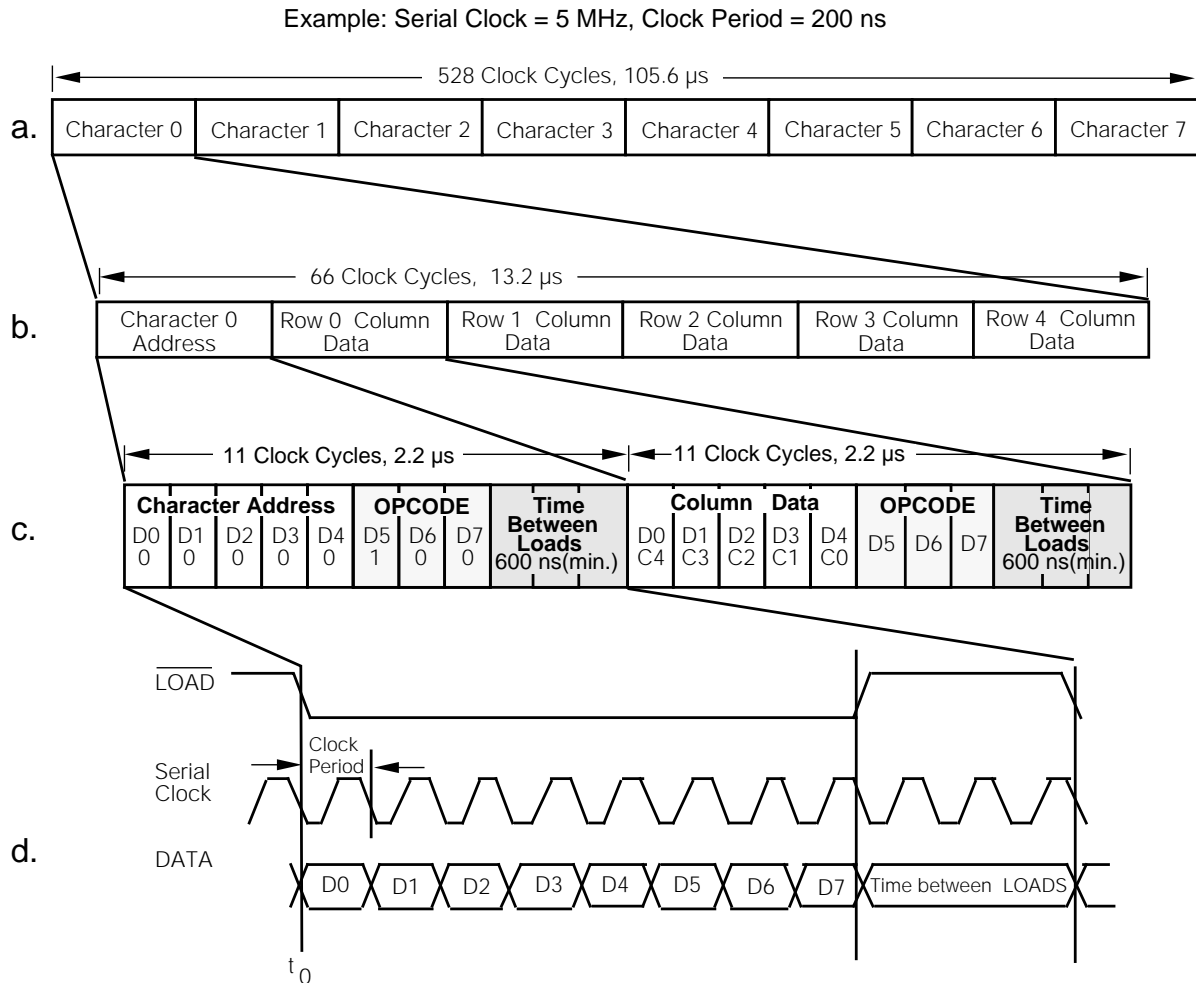 Example: Serial Clock = 5 MHz, Clock Period = 200 ns
528 Clock Cycles, 105.6 µs
a.
Character 0 Character 1 Character 2 Character 3 Character 4 Character 5 Character 6 Character 7
66 Clock Cycles, 13.2 µs
b.
Character 0 Address
Row 0 Column Data
Row 1 Column Data
Row 2 Column Data
Row 3 Column Data
Row 4 Column Data
11 Clock Cycles, 2.2 µs 11 Clock Cycles, 2.2 µs
c.
Character Address
D0 D1 D2 D3 D4
0 0 0 0 0
OPCODE
D5 D6 D7
1 0 0
Time
Between
Loads
600 ns(min.)
Column Data
D0 D1 D2 D3 D4
C4 C3 C2 C1 C0
OPCODE
D5 D6 D7
Time
Between
Loads
600 ns(min.)
LOAD
Clock
Period
Serial
Clock
d.
DATA
D0 D1 D2 D3 D4 D5 D6 D7 Time between LOADS
t0